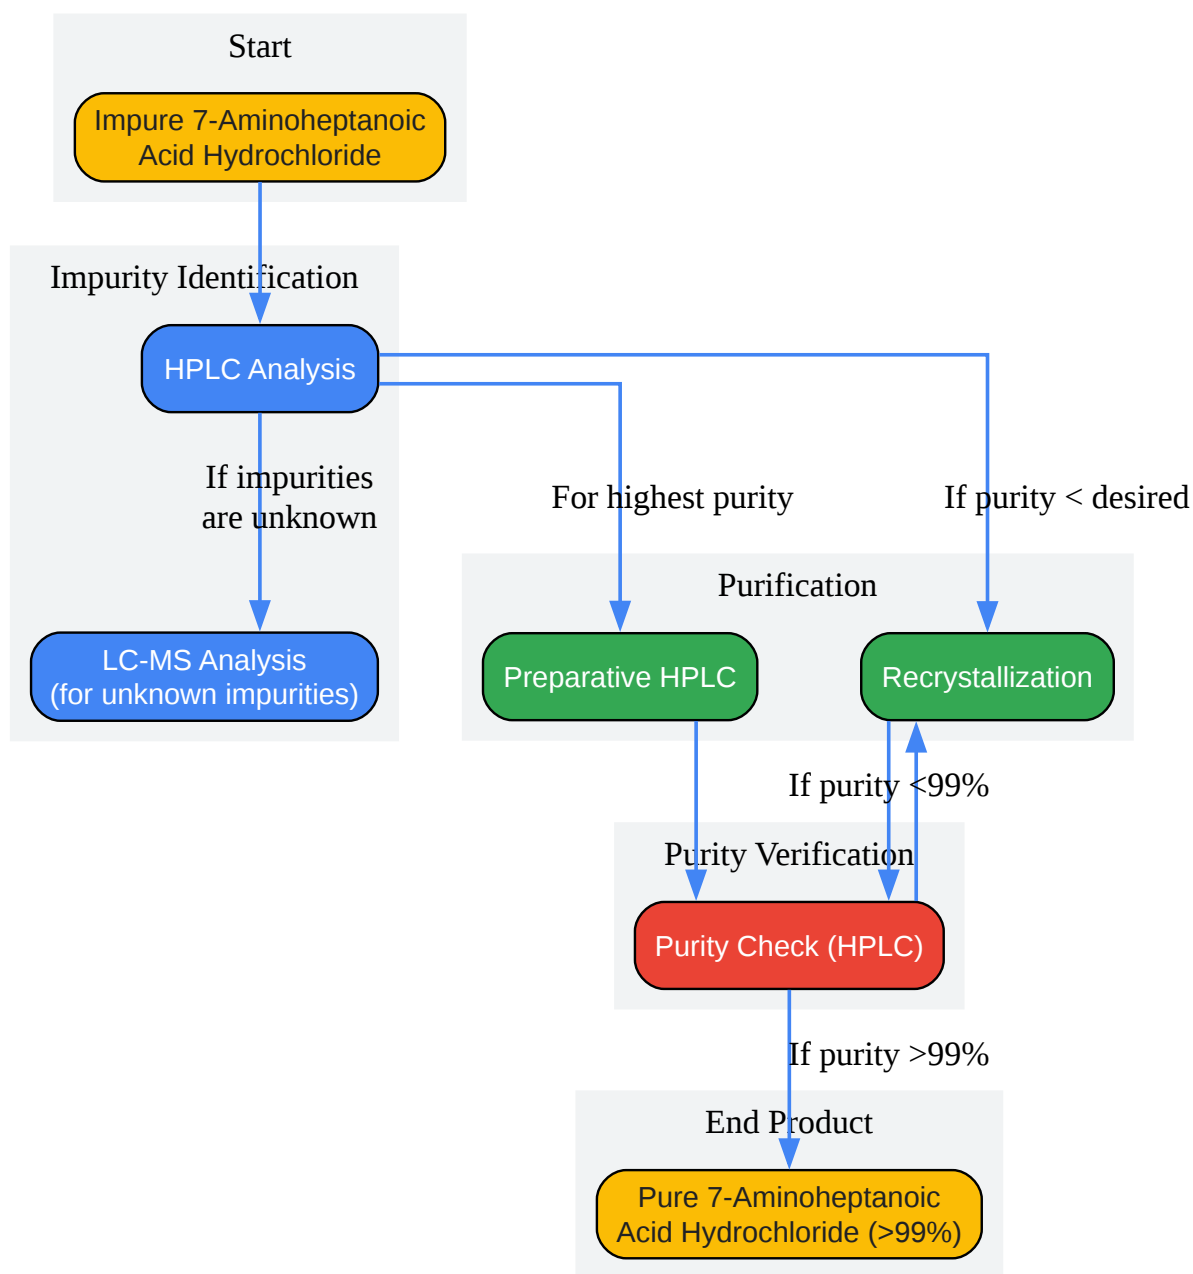 Start
Impure 7-Aminoheptanoic
Acid Hydrochloride
Impurity Identification
HPLC Analysis
If impurities
are unknown
For highest purity
If purity < desired
Purification
LC-MS Analysis
(for unknown impurities)
Preparative HPLC
Recrystallization
If purity <99%
Purity Verification
Purity Check (HPLC)
If purity >99%
End Product
Pure 7-Aminoheptanoic
Acid Hydrochloride (>99%)